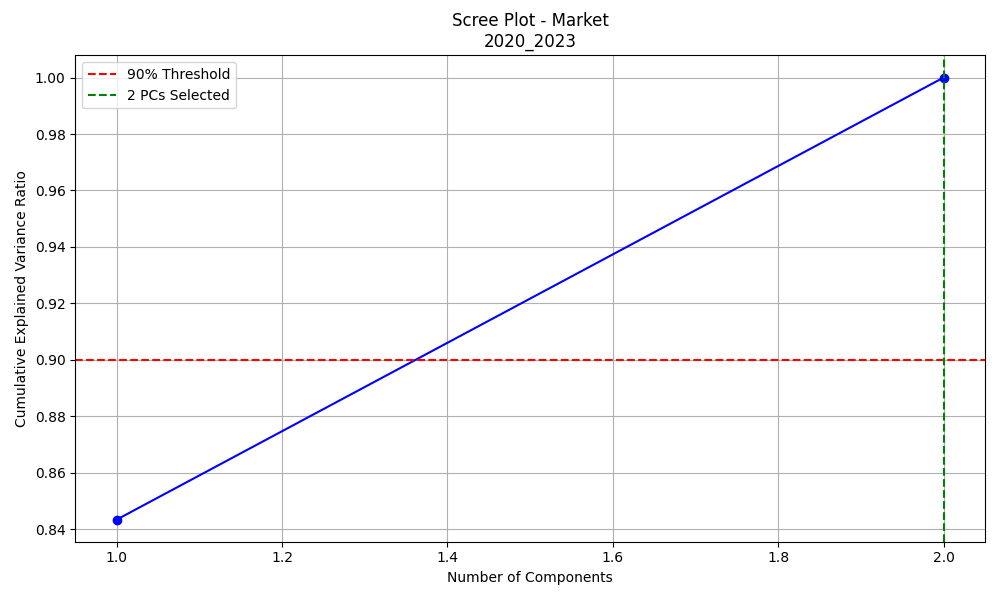 Scree Plot - Market
2020_2023
90% Threshold
2 PCs Selected
Cumulative Explained Variance Ratio
1.00
0.98
0.96
0.94
0.92
0.90
0.88
0.86
0.84
1.0 1.2 1.4 1.6 1.8 2.0
Number of Components